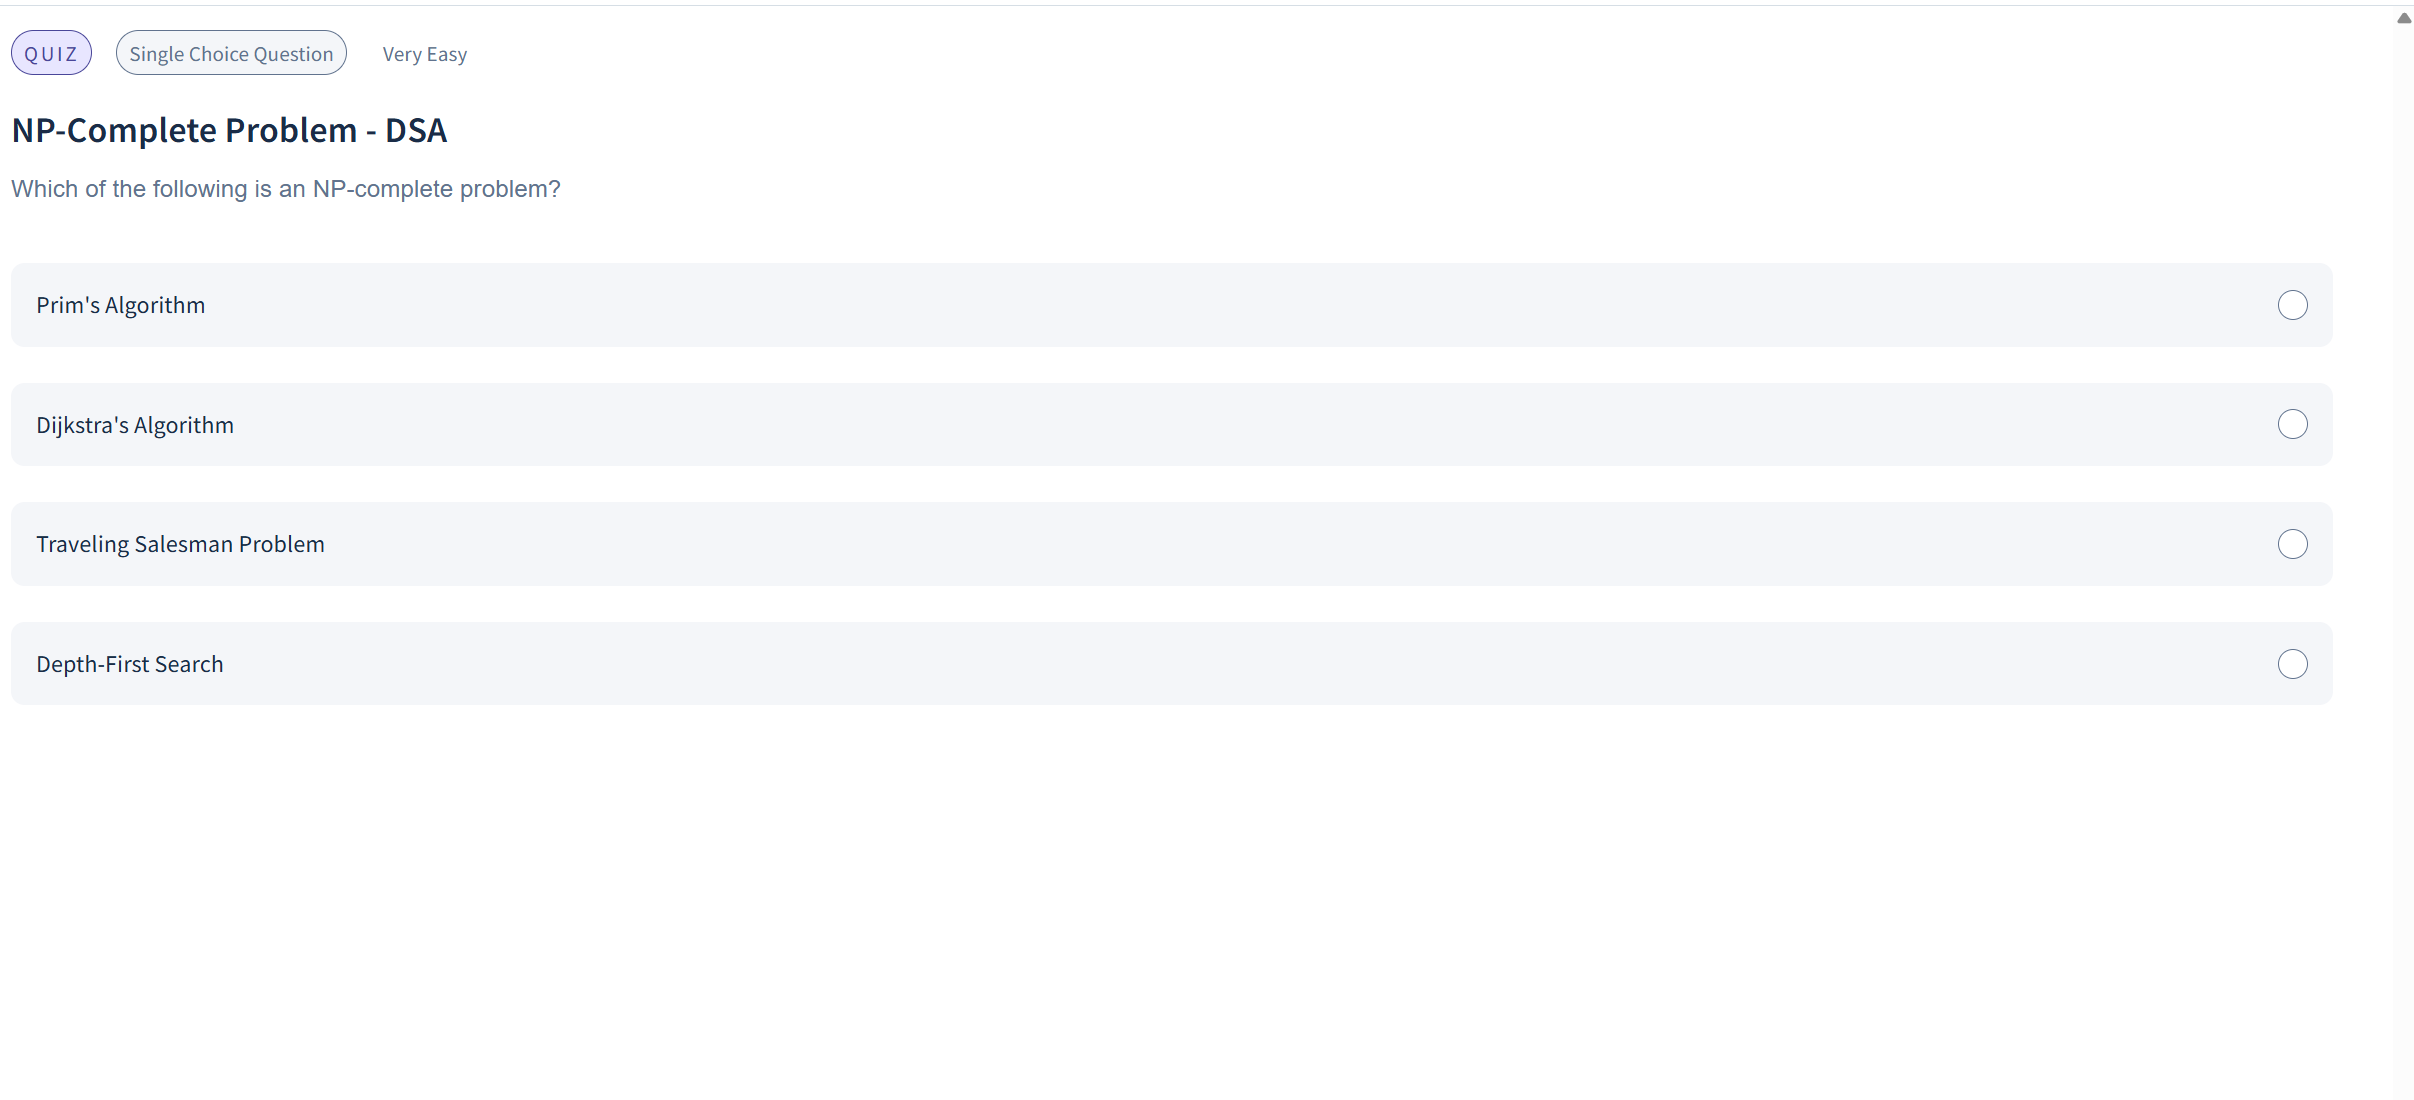 QUIZ Single Choice Question Very Easy
NP-Complete Problem - DSA
Which of the following is an NP-complete problem?
Prim's Algorithm
Dijkstra's Algorithm
Traveling Salesman Problem
Depth-First Search